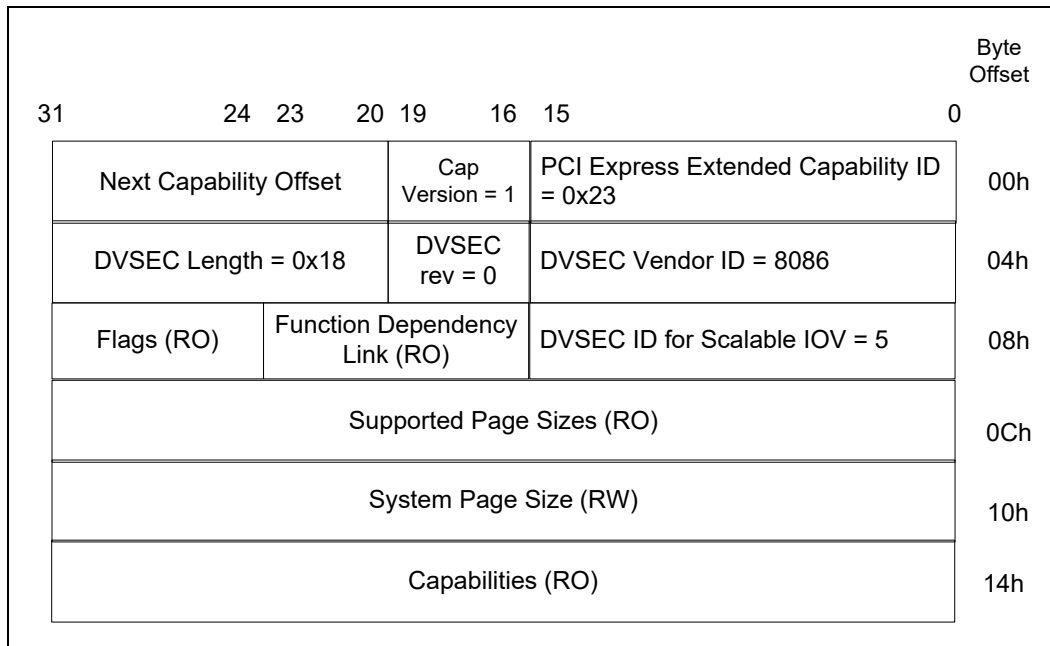 Byte
Offset
31 24 23 20 19 16 15 0
Next Capability Offset
Cap
Version = 1
PCI Express Extended Capability ID
= 0x23
00h
DVSEC Length = 0x18
DVSEC
rev = 0
DVSEC Vendor ID = 8086
04h
Flags (RO)
Function Dependency
Link (RO)
DVSEC ID for Scalable IOV = 5
08h
Supported Page Sizes (RO)
0Ch
System Page Size (RW)
10h
Capabilities (RO)
14h